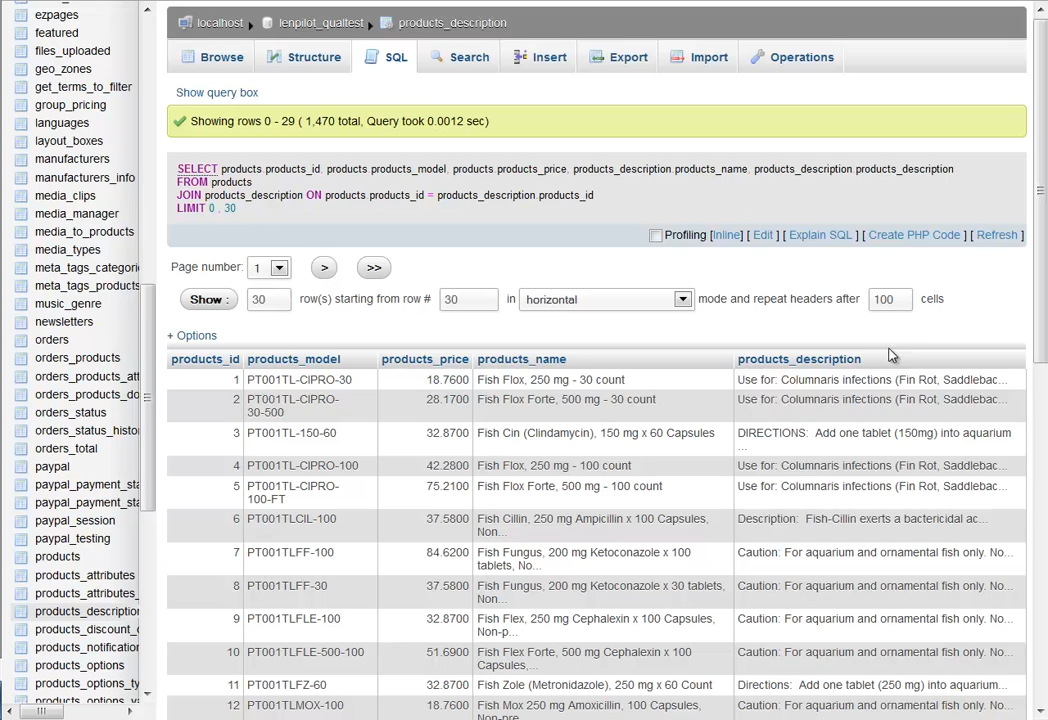 localhost ▸ lenpilot_qualtest ▸ products_description
Browse Structure SQL Search Insert Export Import Operations
Show query box
Showing rows 0 - 29 ( 1,470 total, Query took 0.0012 sec)
SELECT products.products_id, products.products_model, products.products_price, products_description.products_name, products_description.products_description
FROM products
JOIN products_description ON products.products_id = products_description.products_id
LIMIT 0 , 30
Profiling [Inline] [ Edit ] [ Explain SQL ] [ Create PHP Code ] [ Refresh ]
Page number: 1 > >>
Show : 30 row(s) starting from row # 30 in horizontal mode and repeat headers after 100 cells
+ Options
products_id products_model products_price products_name products_description
1 PT001TL-CIPRO-30 18.7600 Fish Flox, 250 mg - 30 count Use for: Columnaris infections (Fin Rot, Saddlebac...
2 PT001TL-CIPRO- 28.1700 Fish Flox Forte, 500 mg - 30 count Use for: Columnaris infections (Fin Rot, Saddlebac...
30-500
3 PT001TL-150-60 32.8700 Fish Cin (Clindamycin), 150 mg x 60 Capsules DIRECTIONS: Add one tablet (150mg) into aquarium
...
4 PT001TL-CIPRO-100 42.2800 Fish Flox, 250 mg - 100 count Use for: Columnaris infections (Fin Rot, Saddlebac...
5 PT001TL-CIPRO- 75.2100 Fish Flox Forte, 500 mg - 100 count Use for: Columnaris infections (Fin Rot, Saddlebac...
100-FT
6 PT001TLCIL-100 37.5800 Fish Cillin, 250 mg Ampicillin x 100 Capsules, Description: Fish-Cillin exerts a bactericidal ac...
Non...
7 PT001TLFF-100 84.6200 Fish Fungus, 200 mg Ketoconazole x 100 Caution: For aquarium and ornamental fish only. No...
tablets, No...
8 PT001TLFF-30 37.5800 Fish Fungus, 200 mg Ketoconazole x 30 tablets, Caution: For aquarium and ornamental fish only. No...
Non...
9 PT001TLFLE-100 32.8700 Fish Flex, 250 mg Cephalexin x 100 Capsules, Caution: For aquarium and ornamental fish only. No...
Non-p...
10 PT001TLFLE-500-100 51.6900 Fish Flex Forte, 500 mg Cephalexin x 100 Caution: For aquarium and ornamental fish only. No...
Capsules,...
11 PT001TLFZ-60 32.8700 Fish Zole (Metronidazole), 250 mg x 60 Count Directions: Add one tablet (250 mg) into aquarium...
12 PT001TLMOX-100 18.7600 Fish Mox 250 mg Amoxicillin x 100 Capsules, Caution: For aquarium and ornamental fish only. No...
Non-pre...
ezpages
featured
files_uploaded
geo_zones
get_terms_to_filter
group_pricing
languages
layout_boxes
manufacturers
manufacturers_info
media_clips
media_manager
media_to_products
media_types
meta_tags_categori
meta_tags_products
music_genre
newsletters
orders
orders_products
orders_products_att
orders_products_do
orders_status
orders_status_histo
orders_total
paypal
paypal_payment_sta
paypal_payment_sta
paypal_session
paypal_testing
products
products_attributes
products_attributes_
products_description
products_discount_c
products_notification
products_options
products_options_ty
products_options_va